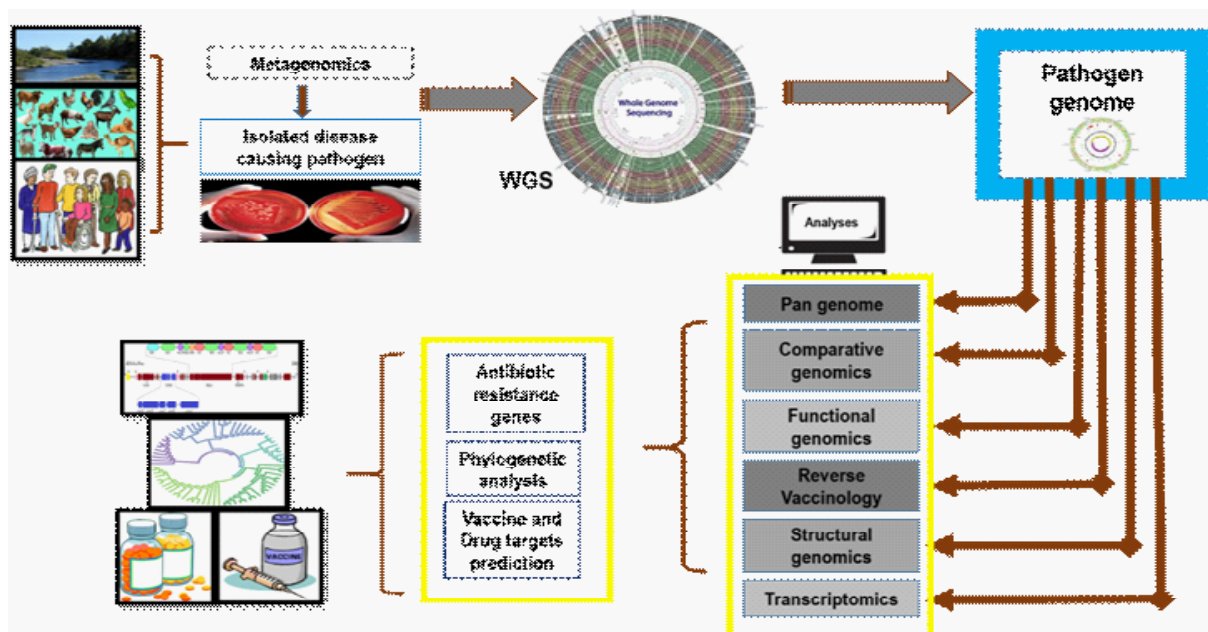 Metagenomics
Isolated disease
causing pathogen
WGS
Whole Genome
Sequencing
Pathogen
genome
Analyses
Pan genome
Comparative
genomics
Functional
genomics
Reverse
Vaccinology
Structural
genomics
Transcriptomics
Antibiotic
resistance
genes
Phylogenetic
analysis
Vaccine and
Drug targets
prediction
VACCINE